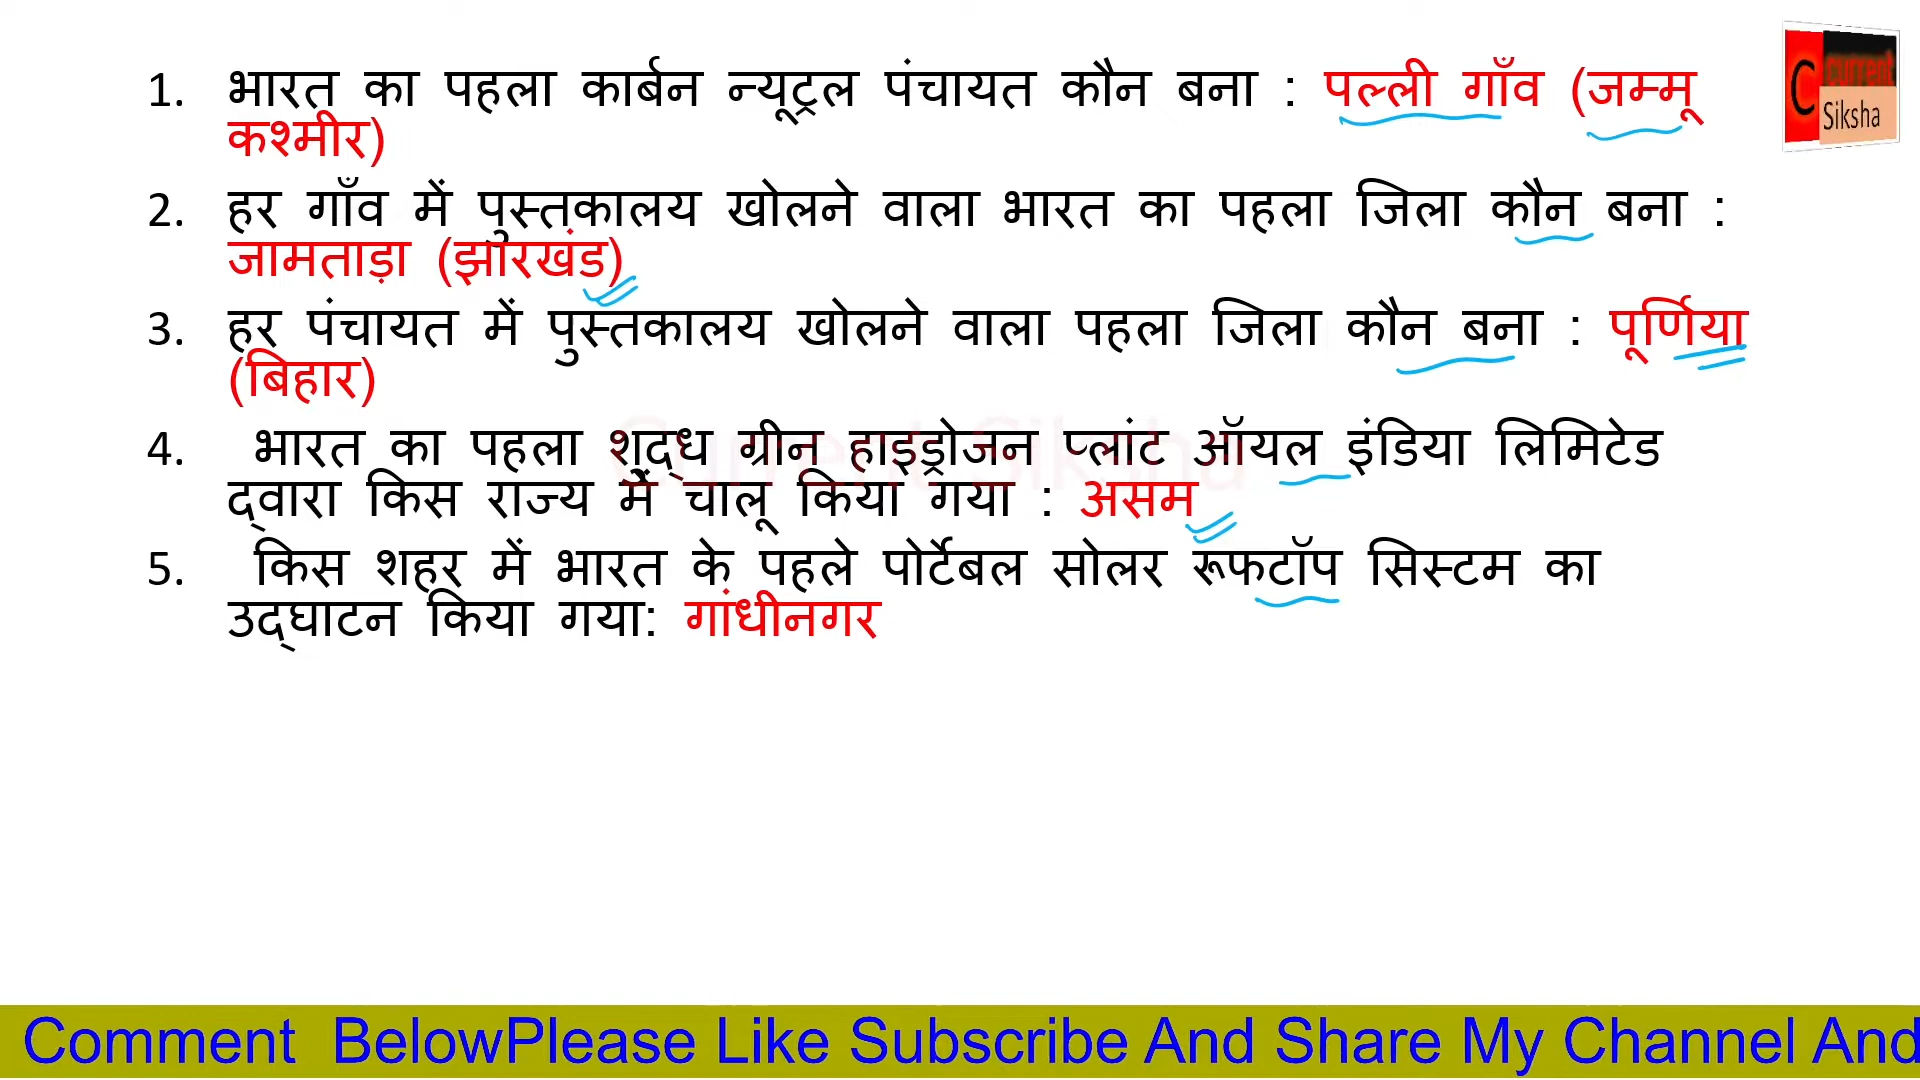 1. भारत का पहला कार्बन न्यूट्रल पंचायत कौन बना : पल्ली गाँव (जम्मू
कश्मीर)
2. हर गाँव में पुस्तकालय खोलने वाला भारत का पहला जिला कौन बना :
जामताड़ा (झारखंड)
3. हर पंचायत में पुस्तकालय खोलने वाला पहला जिला कौन बना : पूर्णिया
(बिहार)
4. भारत का पहला शुद्ध ग्रीन हाइड्रोजन प्लांट ऑयल इंडिया लिमिटेड
द्वारा किस राज्य में चालू किया गया : असम
5. किस शहर में भारत के पहले पोर्टेबल सोलर रूफटॉप सिस्टम का
उद्घाटन किया गया: गांधीनगर
C current
Siksha
Current Siksha
Comment BelowPlease Like Subscribe And Share My Channel And